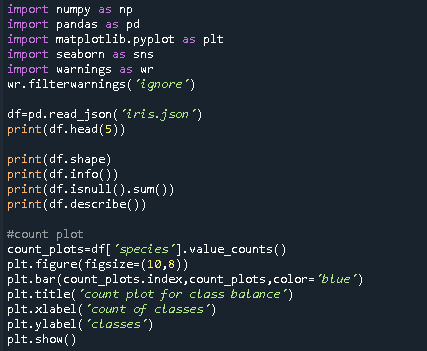 import numpy as np
import pandas as pd
import matplotlib.pyplot as plt
import seaborn as sns
import warnings as wr
wr.filterwarnings('ignore')
df=pd.read_json('iris.json')
print(df.head(5))
print(df.shape)
print(df.info())
print(df.isnull().sum())
print(df.describe())
#count plot
count_plots=df['species'].value_counts()
plt.figure(figsize=(10,8))
plt.bar(count_plots.index,count_plots,color='blue')
plt.title('count plot for class balance')
plt.xlabel('count of classes')
plt.ylabel('classes')
plt.show()